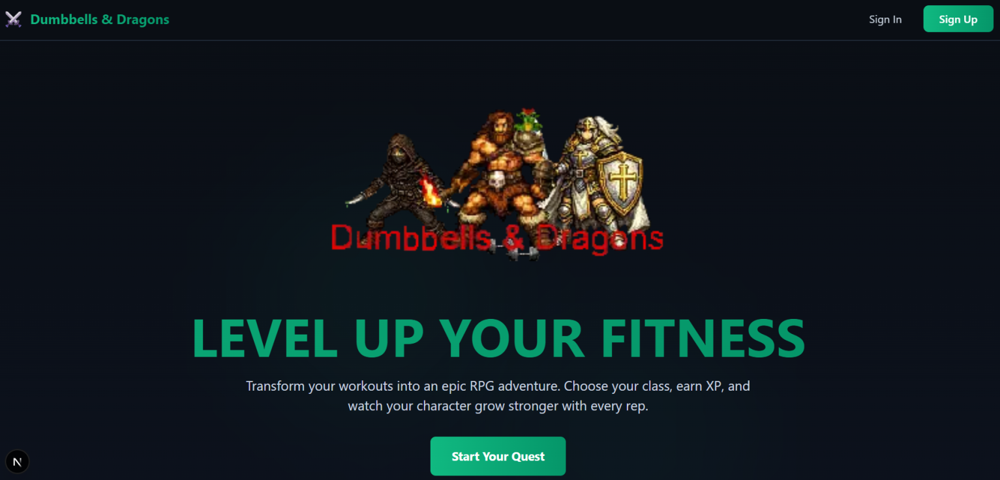 Dumbbells & Dragons
Sign In
Sign Up
Dumbbells & Dragons
LEVEL UP YOUR FITNESS
Transform your workouts into an epic RPG adventure. Choose your class, earn XP, and
watch your character grow stronger with every rep.
Start Your Quest
N